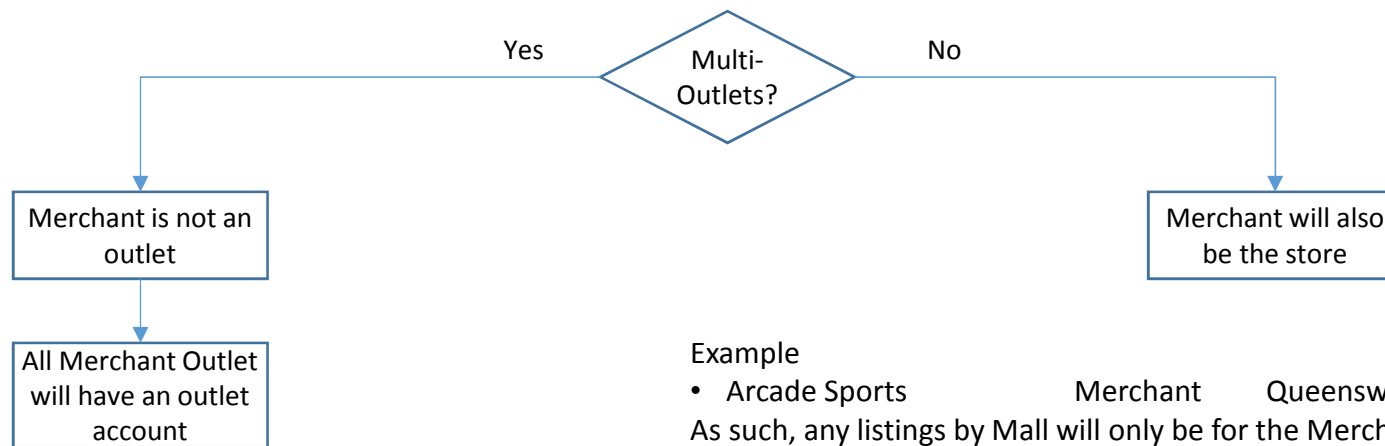 Yes
Multi-
Outlets?
No
Merchant is not an
outlet
Merchant will also
be the store
All Merchant Outlet
will have an outlet
account
Example
• Arcade Sports Merchant
As such, any listings by Mall will only be for the